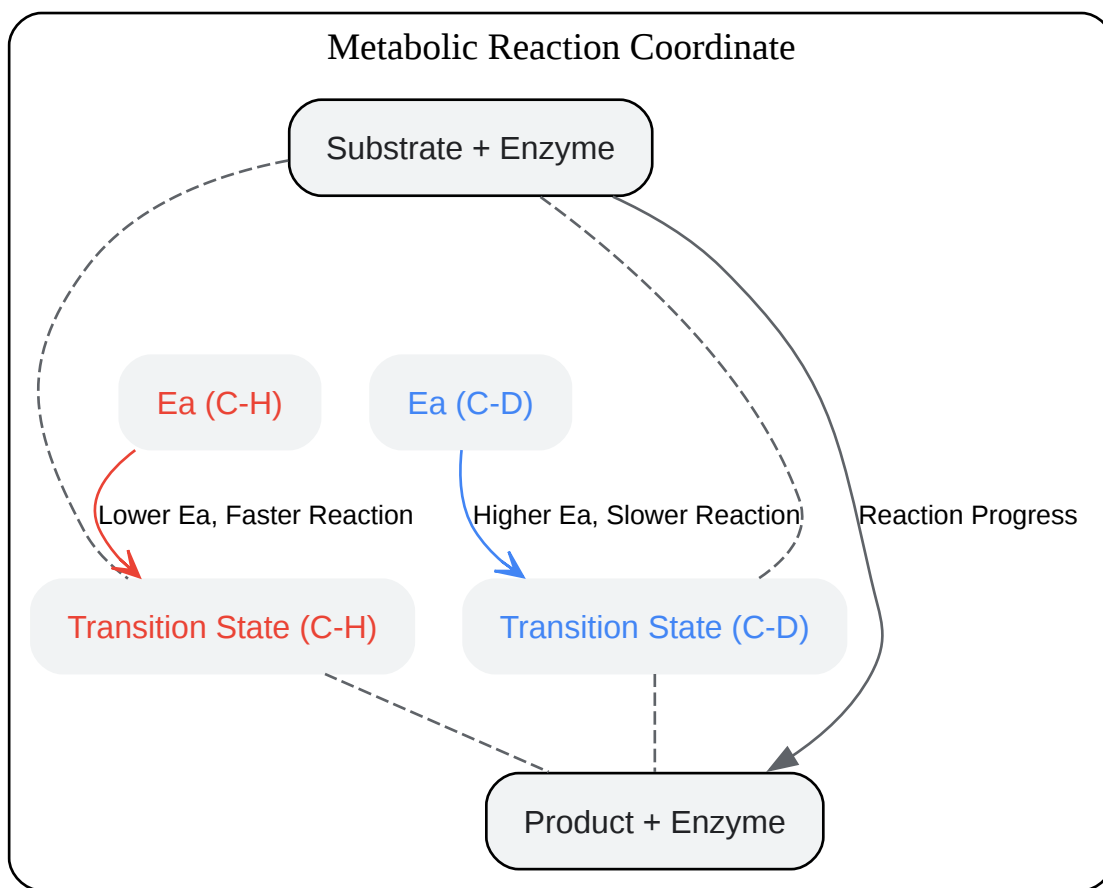 Metabolic Reaction Coordinate
Substrate + Enzyme
Ea (C-H)
Ea (C-D)
Lower Ea, Faster Reaction
Higher Ea, Slower Reaction
Reaction Progress
Transition State (C-H)
Transition State (C-D)
Product + Enzyme